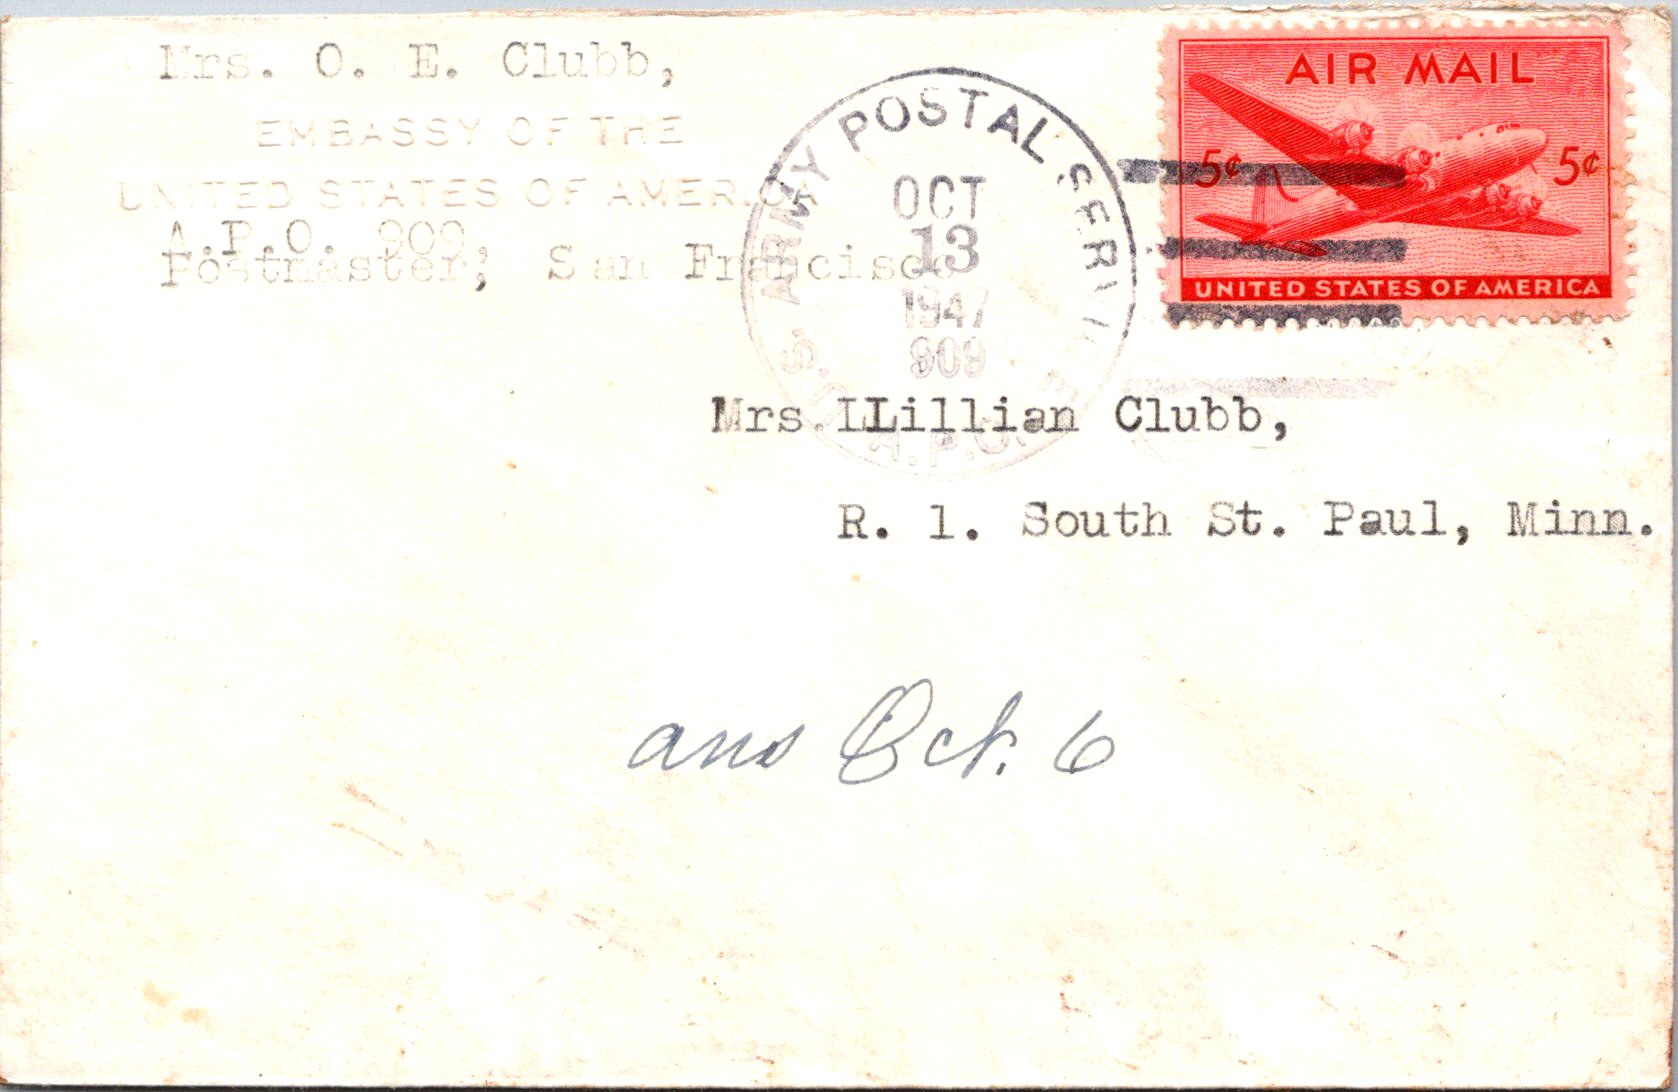 Mrs. O. E. Clubb,
EMBASSY OF THE
UNITED STATES OF AMERICA
A.P.O. 909,
Postmaster, San Francisco
U.S. ARMY POSTAL SERVICE
A.P.O.
OCT
13
1947
909
AIR MAIL
5¢ 5¢
UNITED STATES OF AMERICA
Mrs.LLillian Clubb,
R. 1. South St. Paul, Minn.
ans Oct. 6